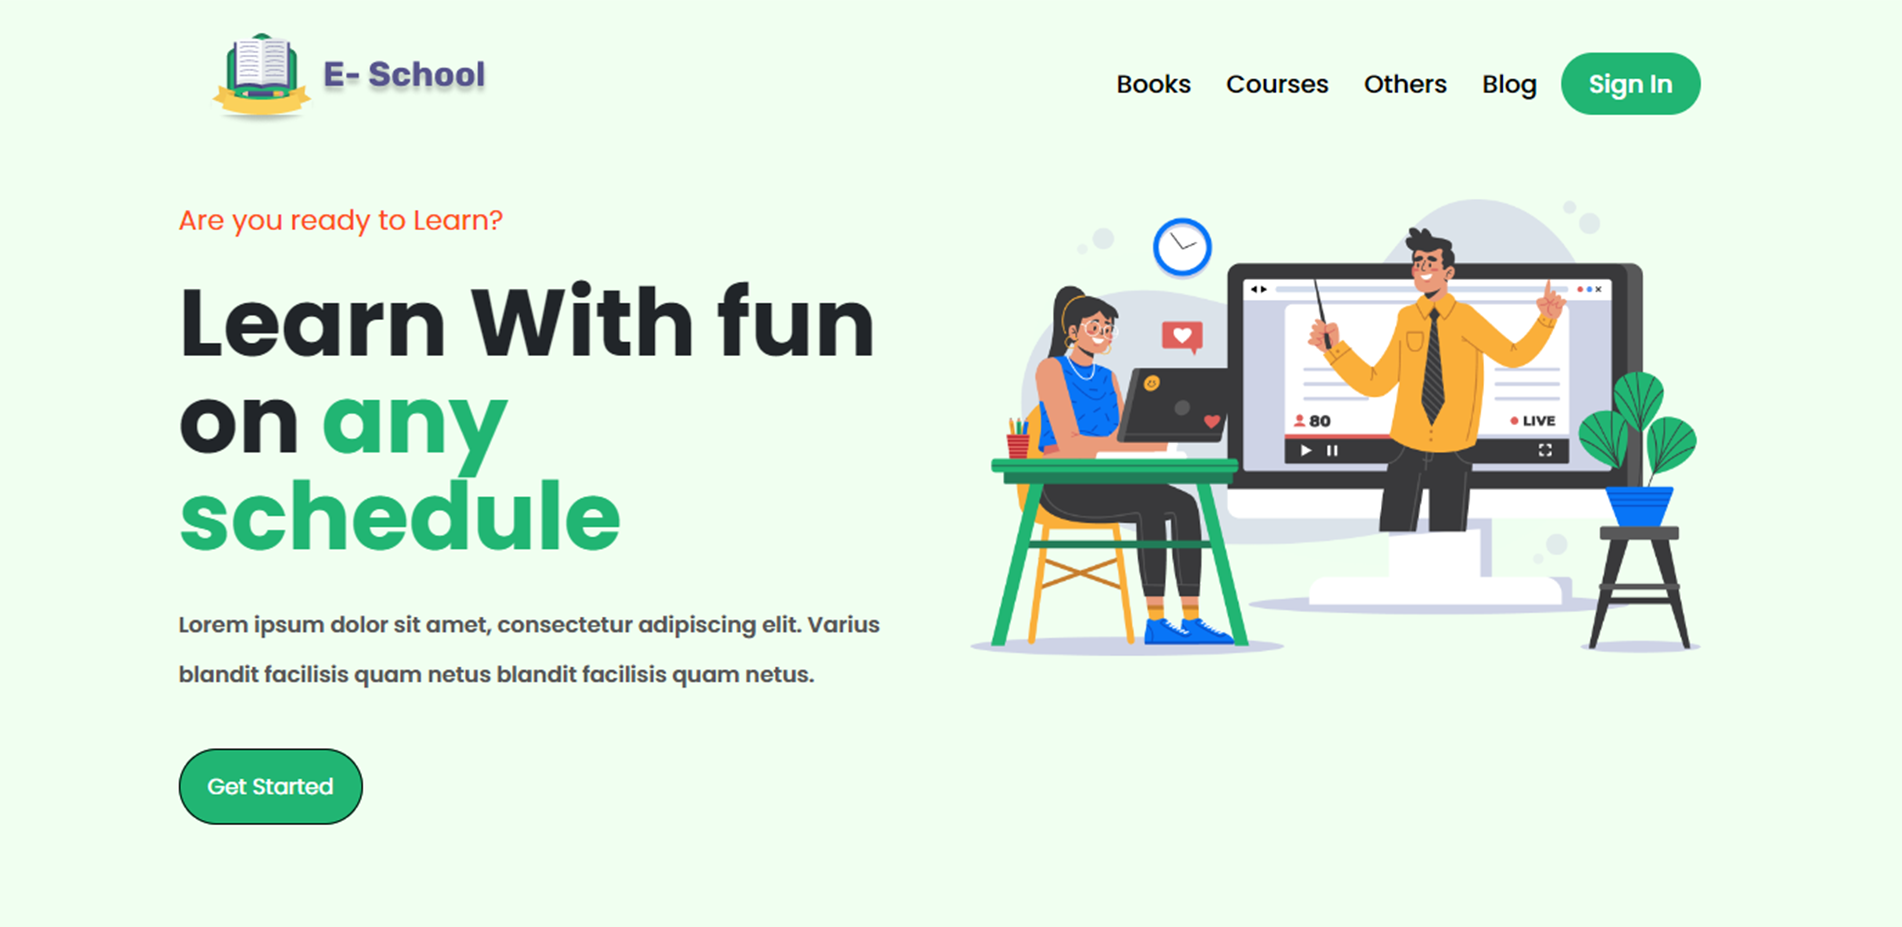 E- School
Books Courses Others Blog Sign In
Are you ready to Learn?
Learn With fun
on any
schedule
Lorem ipsum dolor sit amet, consectetur adipiscing elit. Varius
blandit facilisis quam netus blandit facilisis quam netus.
Get Started
80
LIVE